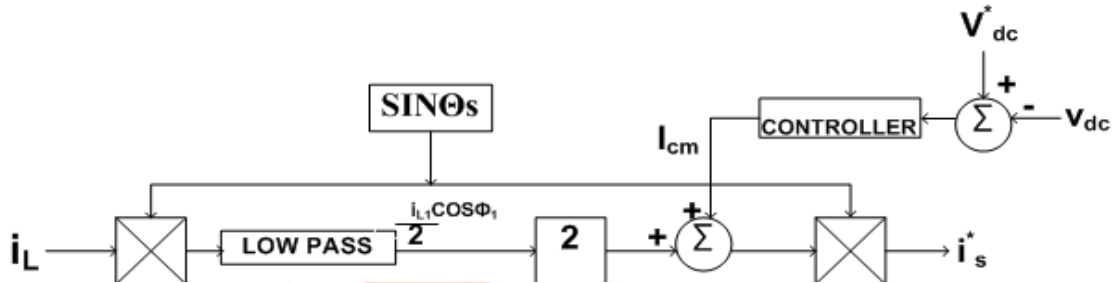 V*dc
SINΘs
+
Σ
-
vdc
CONTROLLER
Icm
iL
LOW PASS
iL1COSΦ1
2
2
+
+
Σ
i*s